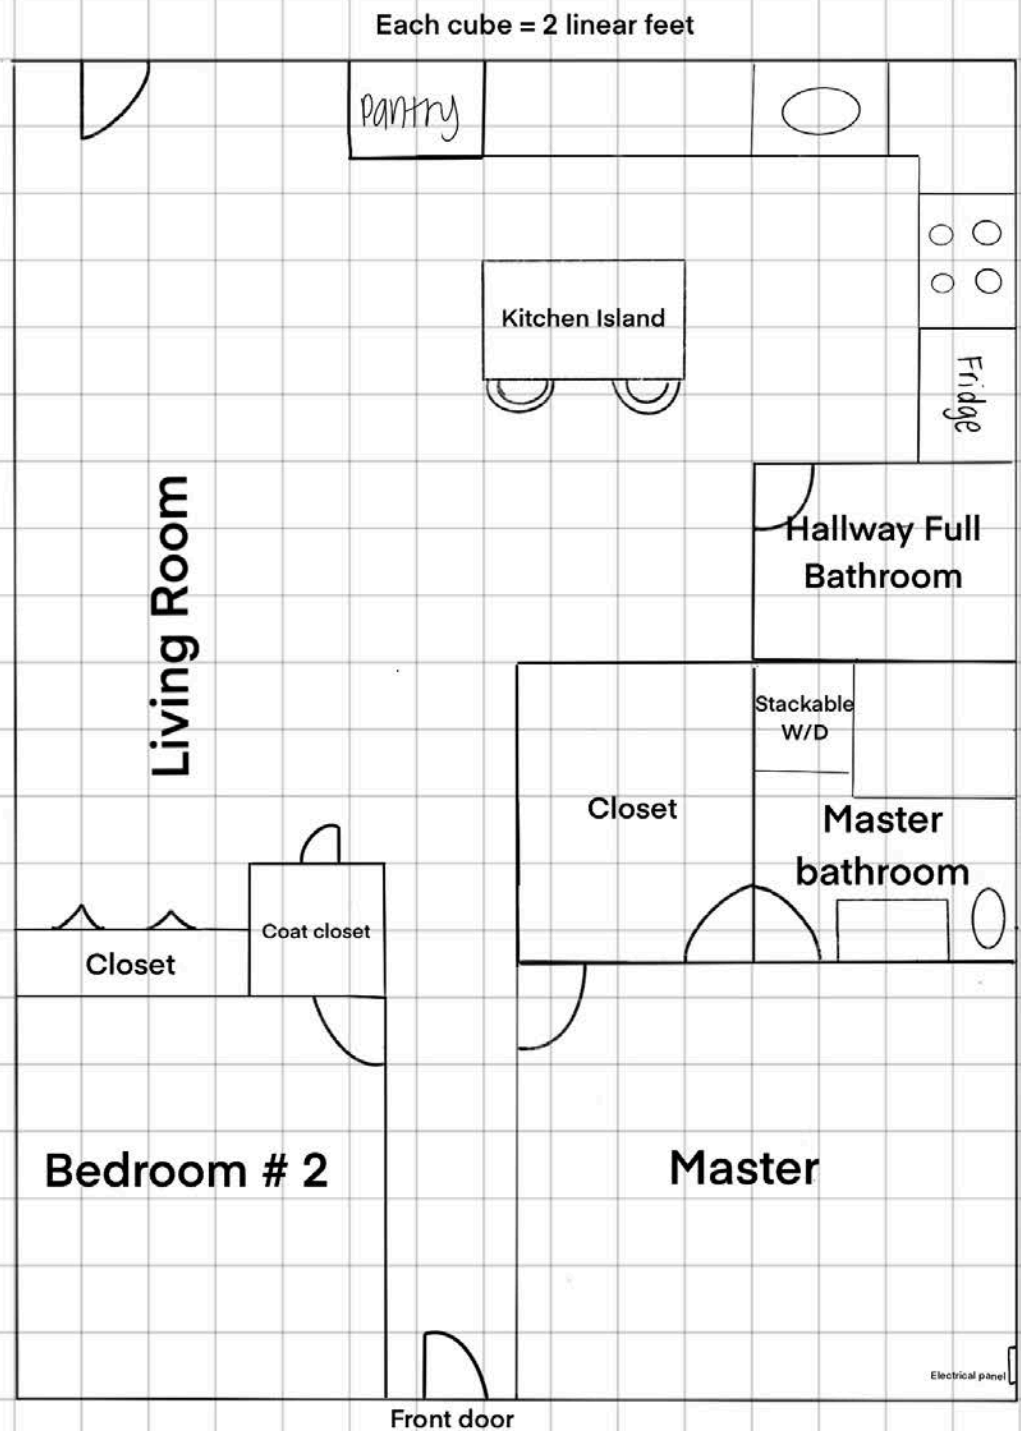 Each cube = 2 linear feet
Pantry
Kitchen Island
Fridge
Living Room
Hallway Full
Bathroom
Stackable
W/D
Closet
Master
bathroom
Coat closet
Closet
Bedroom # 2
Master
Electrical panel
Front door